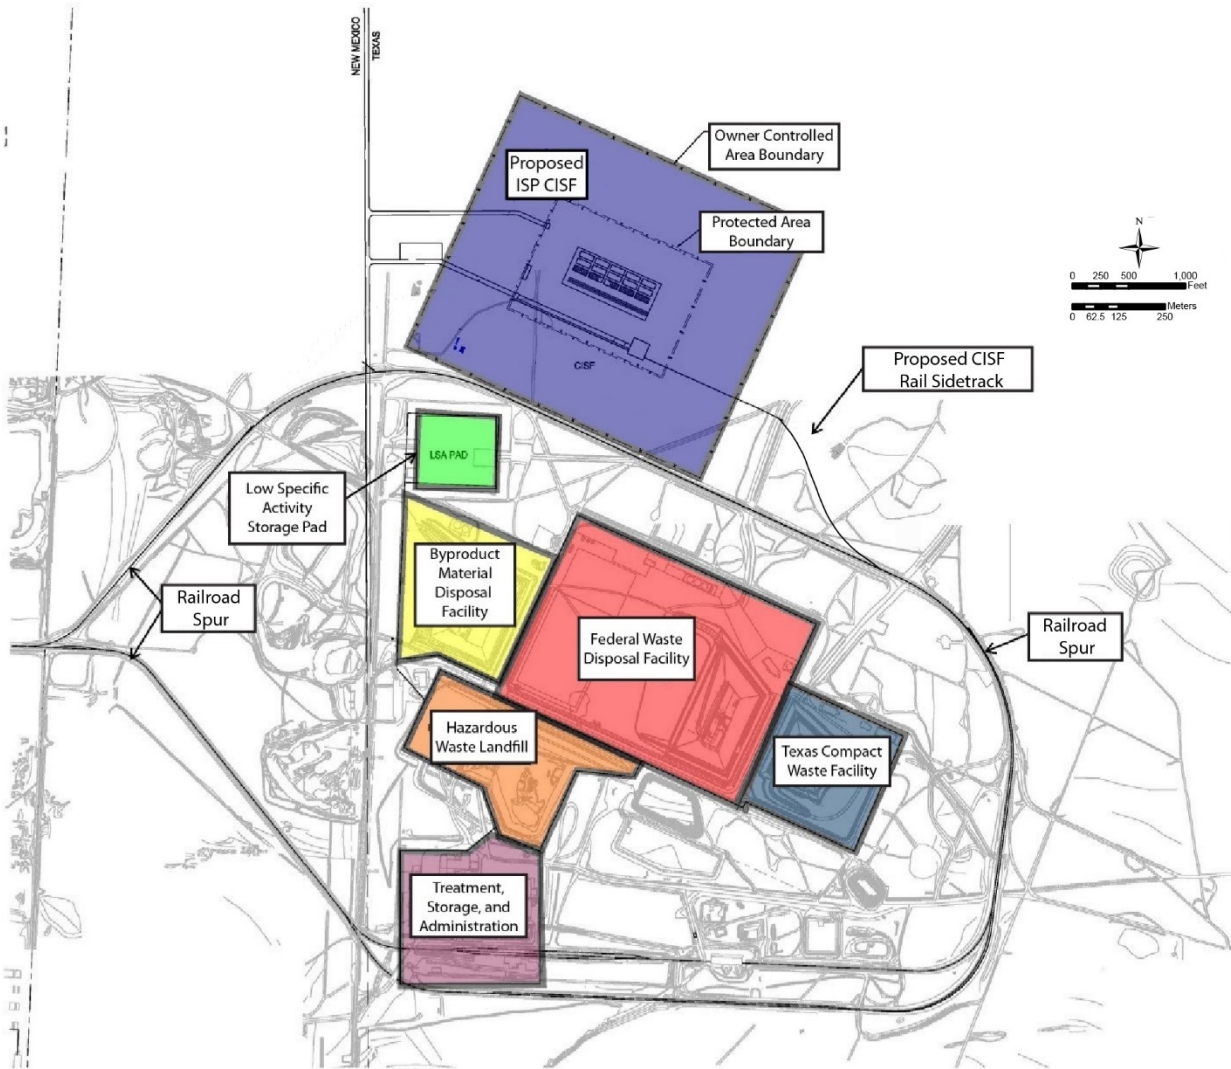 NEW MEXICO
TEXAS
Owner Controlled
Area Boundary
Proposed
ISP CISF
Protected Area
Boundary
N
0 250 500 1,000
Feet
Meters
0 62.5 125 250
CISF
Proposed CISF
Rail Sidetrack
LSA PAD
Low Specific
Activity
Storage Pad
Byproduct
Material
Disposal
Facility
Railroad
Spur
Federal Waste
Disposal Facility
Railroad
Spur
Hazardous
Waste Landfill
Texas Compact
Waste Facility
Treatment,
Storage, and
Administration